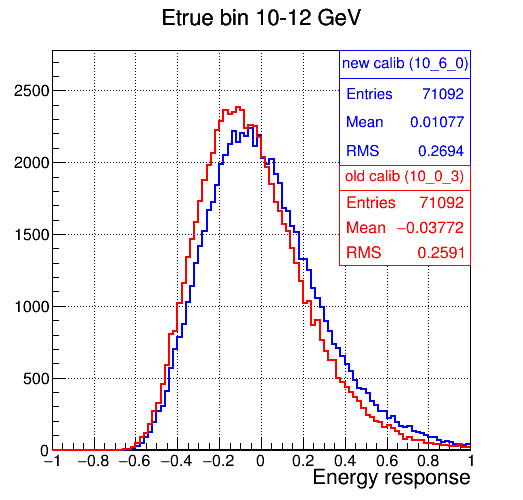 Etrue bin 10-12 GeV
new calib (10_6_0)
Entries 71092
Mean 0.01077
RMS 0.2694
old calib (10_0_3)
Entries 71092
Mean −0.03772
RMS 0.2591
2500
2000
1500
1000
500
0
−1 −0.8 −0.6 −0.4 −0.2 0 0.2 0.4 0.6 0.8 1
Energy response